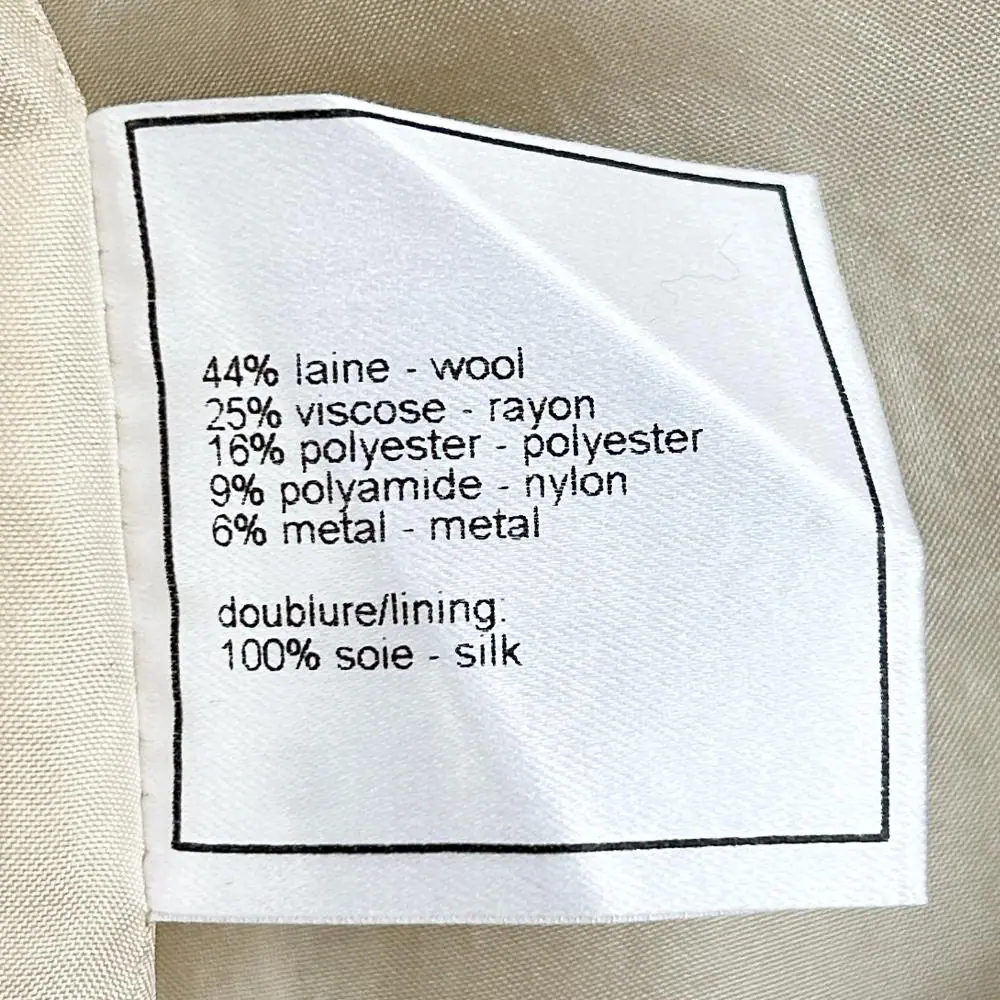 44% laine - wool
25% viscose - rayon
16% polyester - polyester
9% polyamide - nylon
6% metal - metal
doublure/lining:
100% soie - silk